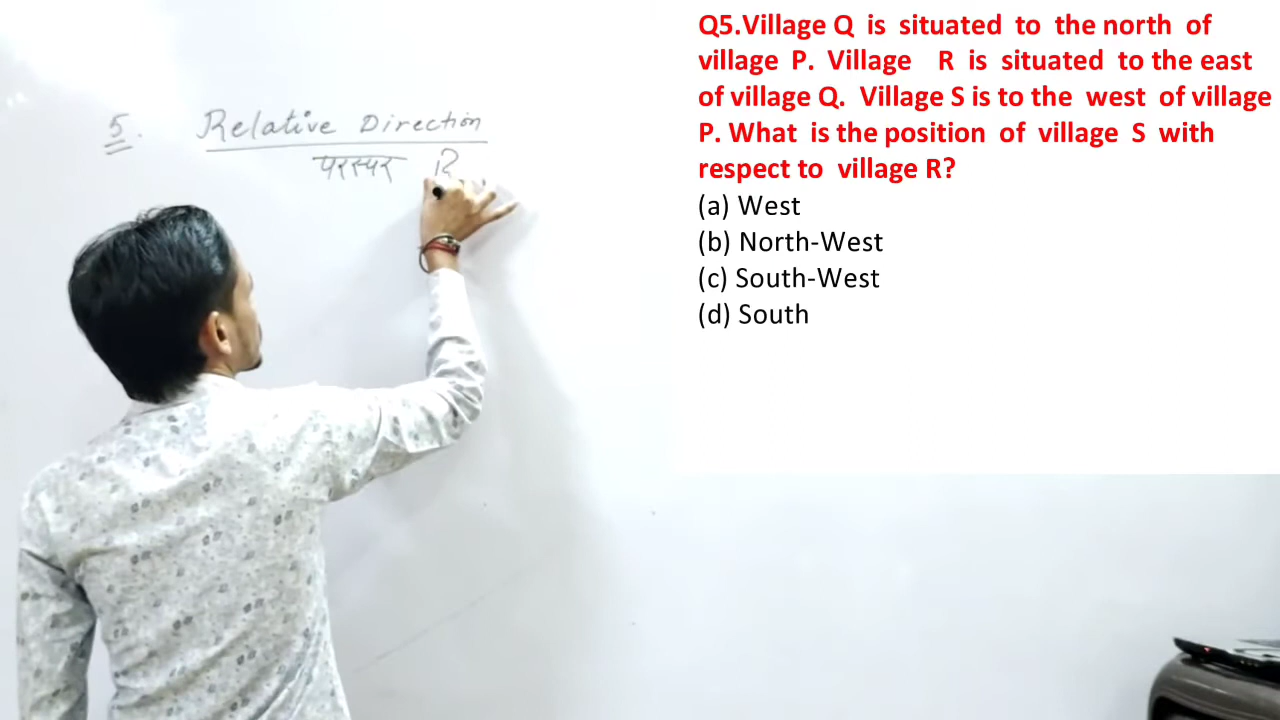 5. Relative Direction
परस्पर
Q5.Village Q is situated to the north of
village P. Village R is situated to the east
of village Q. Village S is to the west of village
P. What is the position of village S with
respect to village R?
(a) West
(b) North-West
(c) South-West
(d) South